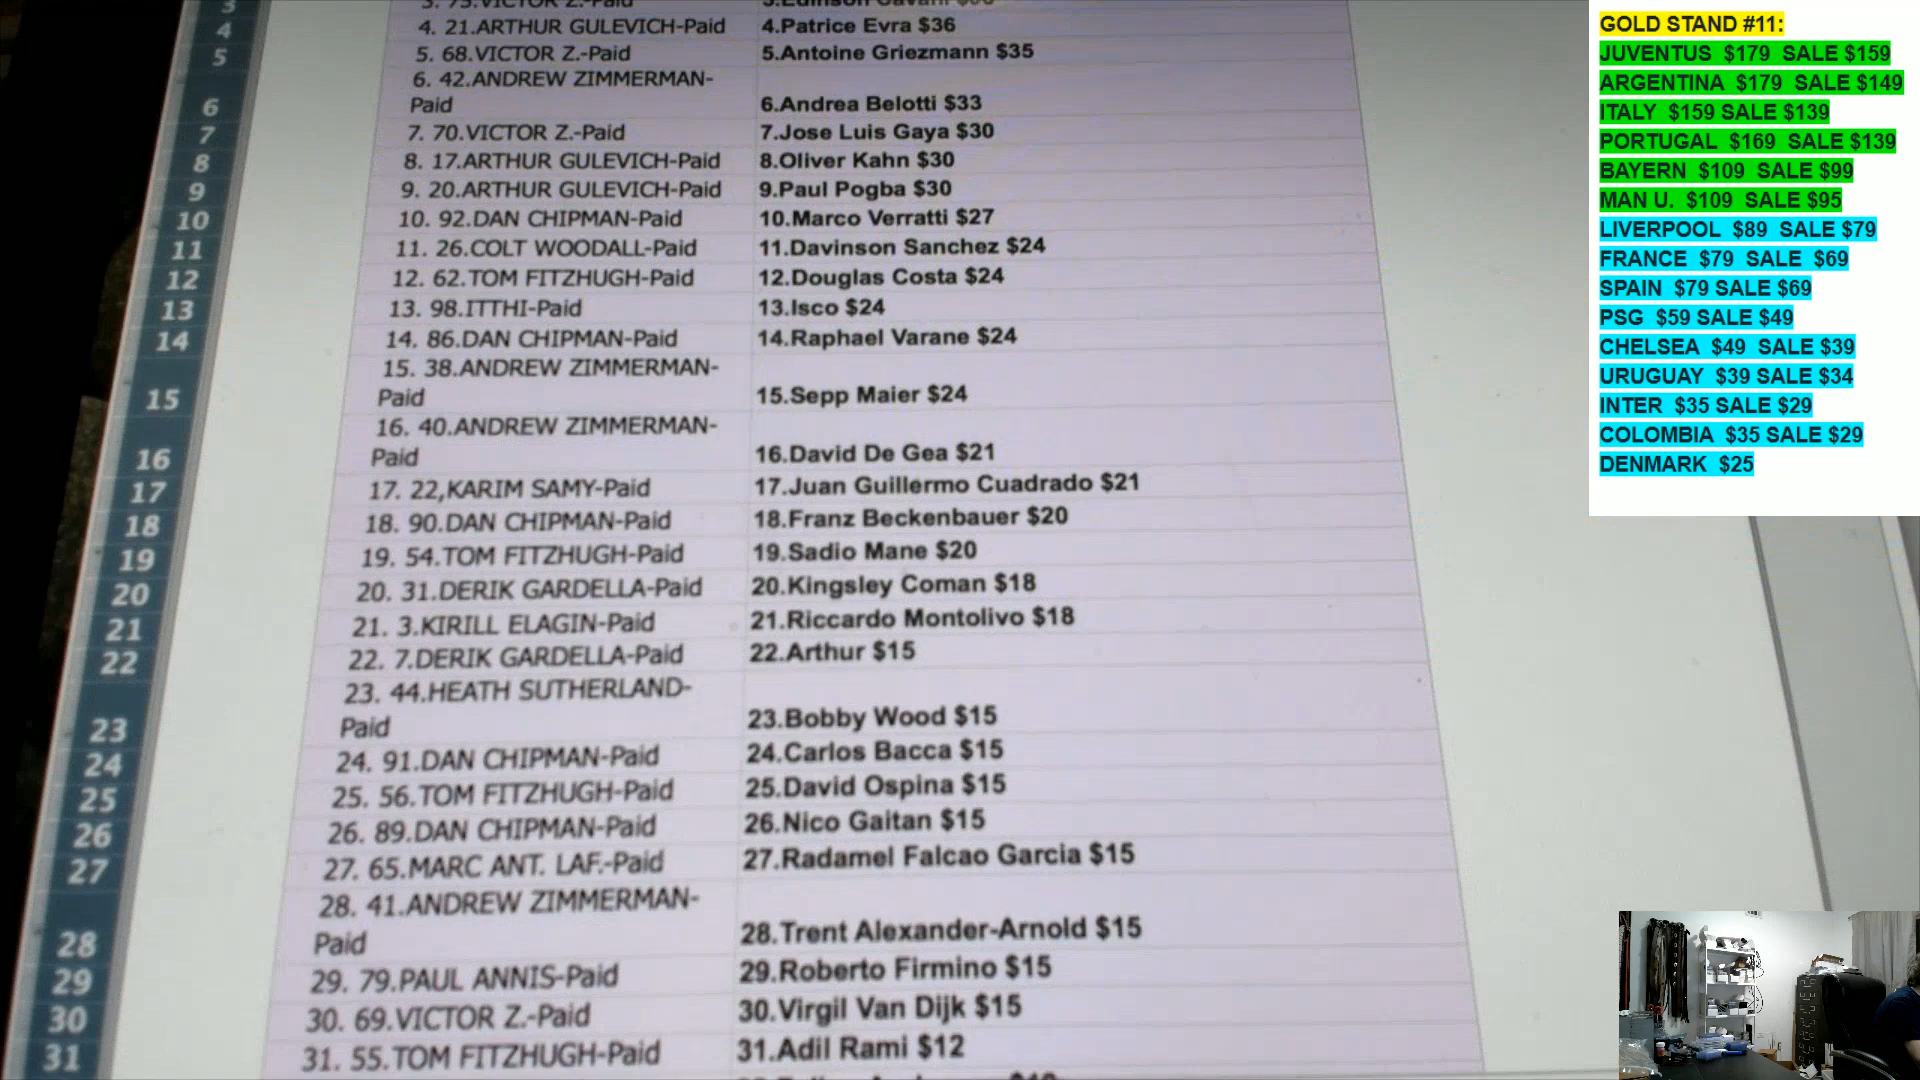 3
3. 73.VICTOR Z.-Paid 3.Edinson Cavani
4 4. 21.ARTHUR GULEVICH-Paid 4.Patrice Evra $36
5 5. 68.VICTOR Z.-Paid 5.Antoine Griezmann $35
6. 42.ANDREW ZIMMERMAN-
6 Paid 6.Andrea Belotti $33
7 7. 70.VICTOR Z.-Paid 7.Jose Luis Gaya $30
8 8. 17.ARTHUR GULEVICH-Paid 8.Oliver Kahn $30
9 9. 20.ARTHUR GULEVICH-Paid 9.Paul Pogba $30
10 10. 92.DAN CHIPMAN-Paid 10.Marco Verratti $27
11 11. 26.COLT WOODALL-Paid 11.Davinson Sanchez $24
12 12. 62.TOM FITZHUGH-Paid 12.Douglas Costa $24
13 13. 98.ITTHI-Paid 13.Isco $24
14 14. 86.DAN CHIPMAN-Paid 14.Raphael Varane $24
15. 38.ANDREW ZIMMERMAN-
15 Paid 15.Sepp Maier $24
16. 40.ANDREW ZIMMERMAN-
16 Paid 16.David De Gea $21
17 17. 22,KARIM SAMY-Paid 17.Juan Guillermo Cuadrado $21
18 18. 90.DAN CHIPMAN-Paid 18.Franz Beckenbauer $20
19 19. 54.TOM FITZHUGH-Paid 19.Sadio Mane $20
20 20. 31.DERIK GARDELLA-Paid 20.Kingsley Coman $18
21 21. 3.KIRILL ELAGIN-Paid 21.Riccardo Montolivo $18
22 22. 7.DERIK GARDELLA-Paid 22.Arthur $15
23. 44.HEATH SUTHERLAND-
23 Paid 23.Bobby Wood $15
24 24. 91.DAN CHIPMAN-Paid 24.Carlos Bacca $15
25 25. 56.TOM FITZHUGH-Paid 25.David Ospina $15
26 26. 89.DAN CHIPMAN-Paid 26.Nico Gaitan $15
27 27. 65.MARC ANT. LAF.-Paid 27.Radamel Falcao Garcia $15
28. 41.ANDREW ZIMMERMAN-
28 Paid 28.Trent Alexander-Arnold $15
29 29. 79.PAUL ANNIS-Paid 29.Roberto Firmino $15
30 30. 69.VICTOR Z.-Paid 30.Virgil Van Dijk $15
31 31. 55.TOM FITZHUGH-Paid 31.Adil Rami $12
GOLD STAND #11:
JUVENTUS $179 SALE $159
ARGENTINA $179 SALE $149
ITALY $159 SALE $139
PORTUGAL $169 SALE $139
BAYERN $109 SALE $99
MAN U. $109 SALE $95
LIVERPOOL $89 SALE $79
FRANCE $79 SALE $69
SPAIN $79 SALE $69
PSG $59 SALE $49
CHELSEA $49 SALE $39
URUGUAY $39 SALE $34
INTER $35 SALE $29
COLOMBIA $35 SALE $29
DENMARK $25